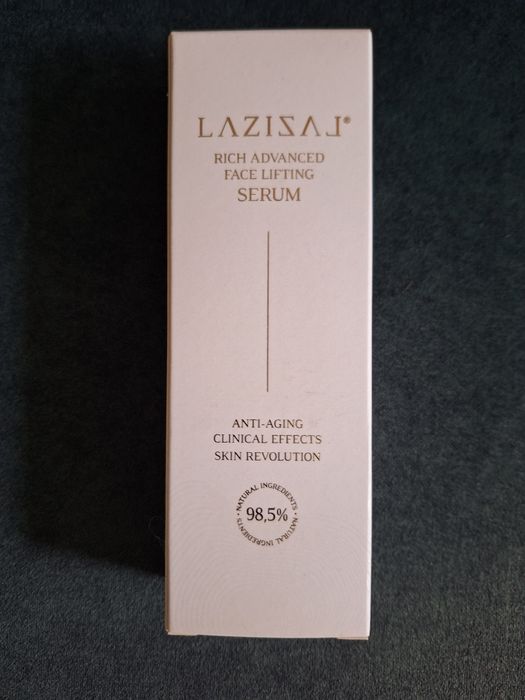 LAZIZAL®
RICH ADVANCED
FACE LIFTING
SERUM
ANTI-AGING
CLINICAL EFFECTS
SKIN REVOLUTION
NATURAL INGREDIENTS • NATURAL INGREDIENTS •
98,5%